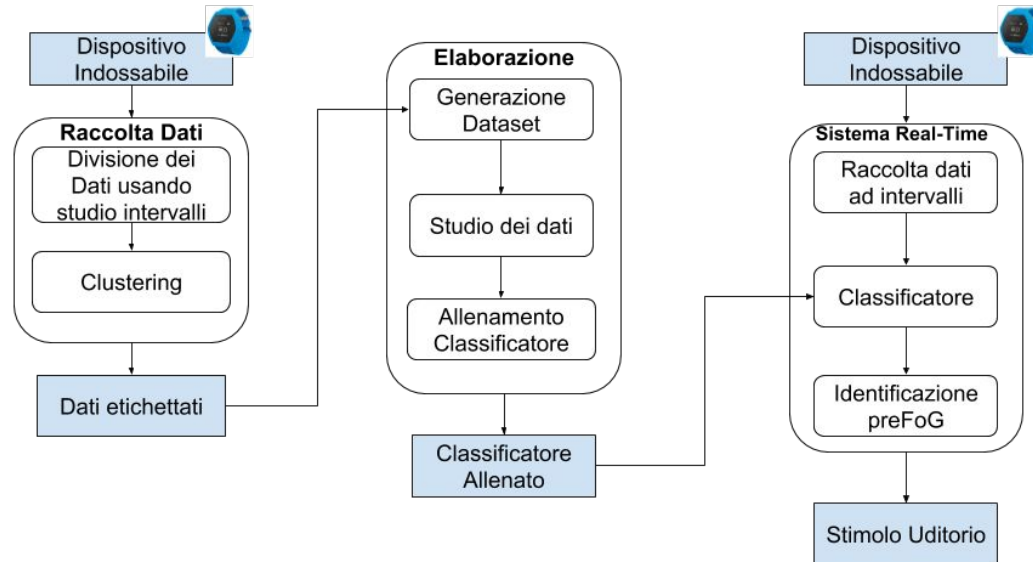 Dispositivo
Indossabile
Raccolta Dati
Divisione dei
Dati usando
studio intervalli
Clustering
Dati etichettati
Elaborazione
Generazione
Dataset
Studio dei dati
Allenamento
Classificatore
Classificatore
Allenato
Dispositivo
Indossabile
Sistema Real-Time
Raccolta dati
ad intervalli
Classificatore
Identificazione
preFoG
Stimolo Uditorio